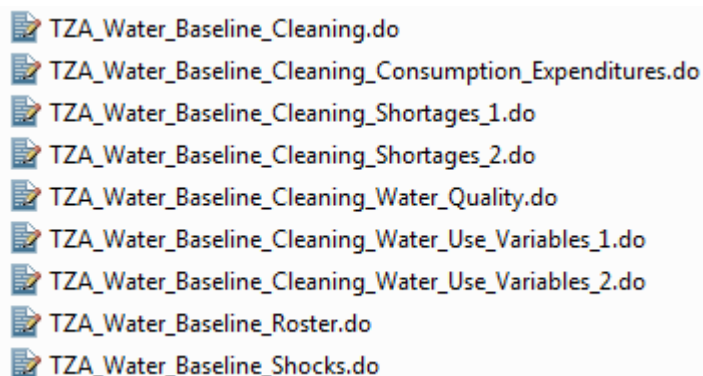 TZA_Water_Baseline_Cleaning.do
TZA_Water_Baseline_Cleaning_Consumption_Expenditures.do
TZA_Water_Baseline_Cleaning_Shortages_1.do
TZA_Water_Baseline_Cleaning_Shortages_2.do
TZA_Water_Baseline_Cleaning_Water_Quality.do
TZA_Water_Baseline_Cleaning_Water_Use_Variables_1.do
TZA_Water_Baseline_Cleaning_Water_Use_Variables_2.do
TZA_Water_Baseline_Roster.do
TZA_Water_Baseline_Shocks.do